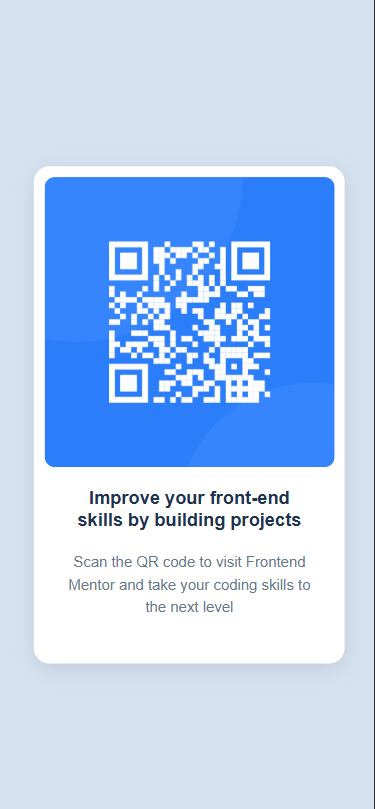 Improve your front-end
skills by building projects
Scan the QR code to visit Frontend
Mentor and take your coding skills to
the next level